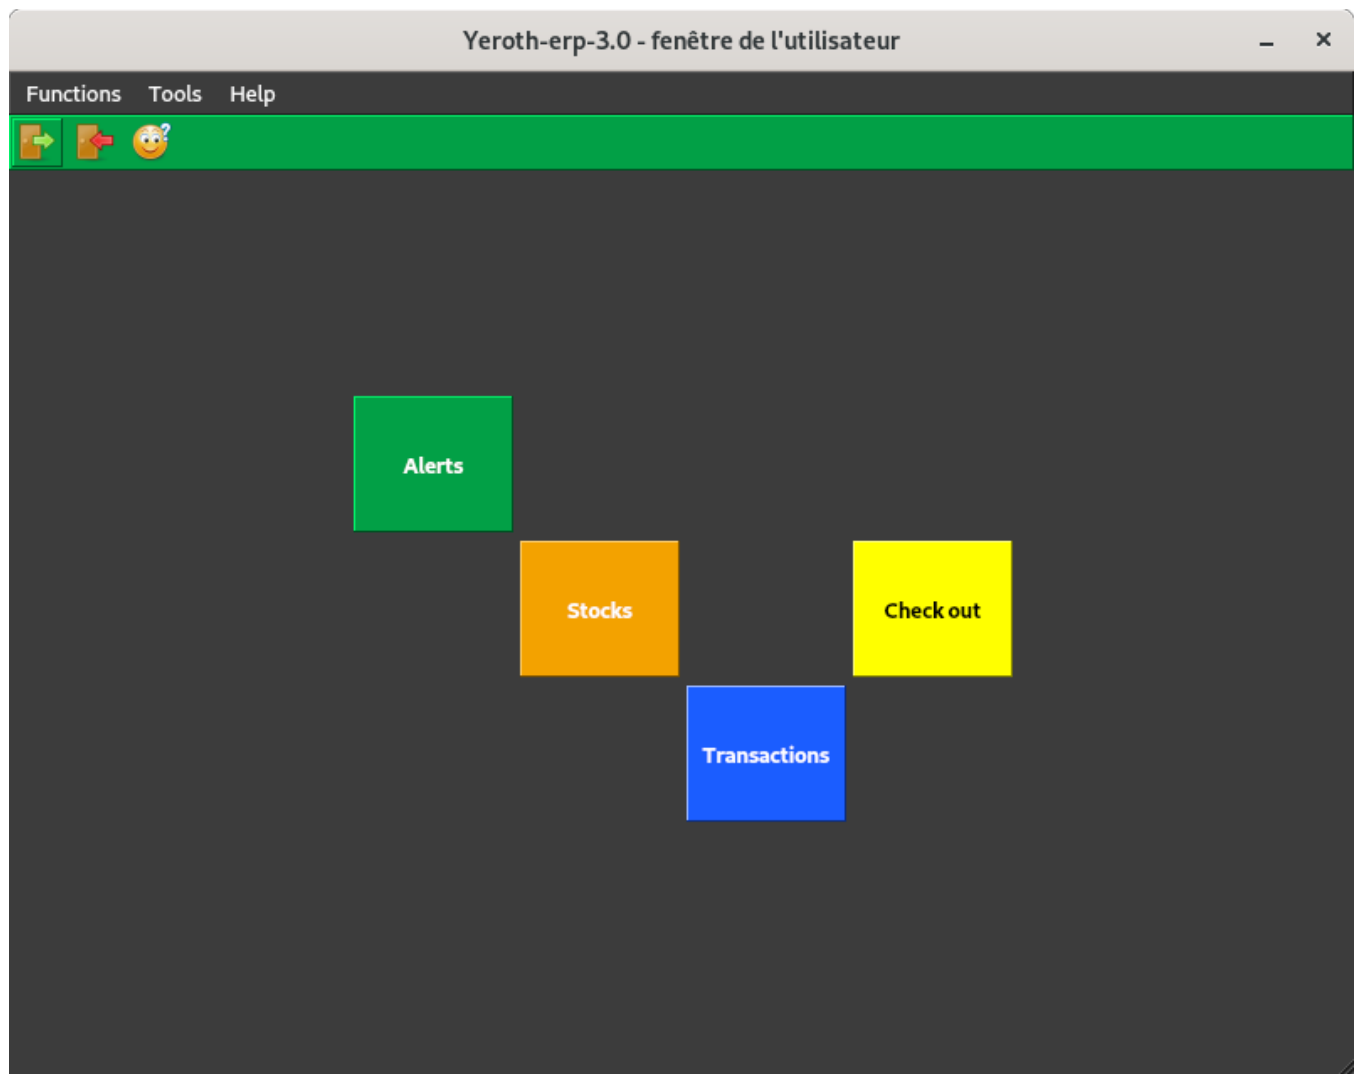 Yeroth-erp-3.0 - fenêtre de l'utilisateur
Functions Tools Help
Alerts
Stocks
Check out
Transactions